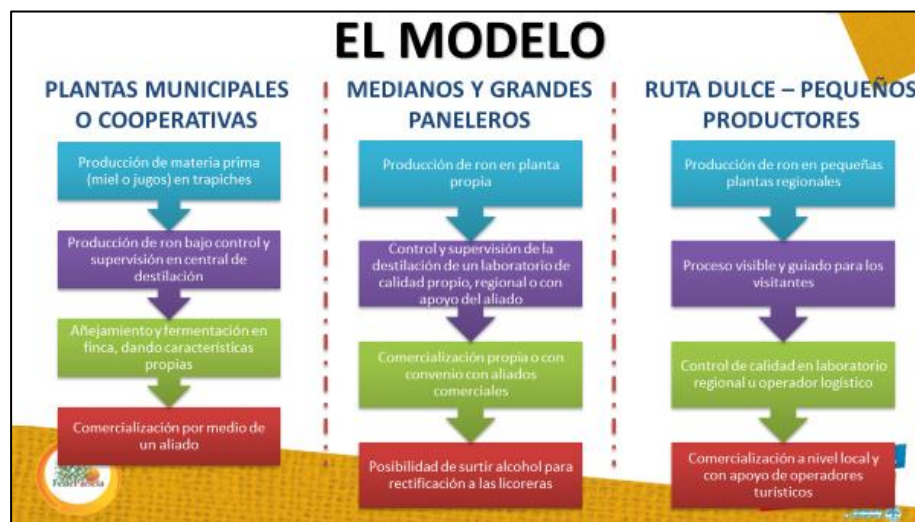 EL MODELO
PLANTAS MUNICIPALES
O COOPERATIVAS
Producción de materia prima
(miel o jugos) en trapiches
Producción de ron bajo control y
supervisión en central de
destilación
Añejamiento y fermentación en
finca, dando características
propias
Comercialización por medio de
un aliado
MEDIANOS Y GRANDES
PANELEROS
Producción de ron en planta
propia
Control y supervisión de la
destilación de un laboratorio de
calidad propio, regional o con
apoyo del aliado
Comercialización propia o con
convenio con aliados
comerciales
Posibilidad de surtir alcohol para
rectificación a las licoreras
RUTA DULCE – PEQUEÑOS
PRODUCTORES
Producción de ron en pequeñas
plantas regionales
Proceso visible y guiado para los
visitantes
Control de calidad en laboratorio
regional u operador logístico
Comercialización a nivel local y
con apoyo de operadores
turísticos